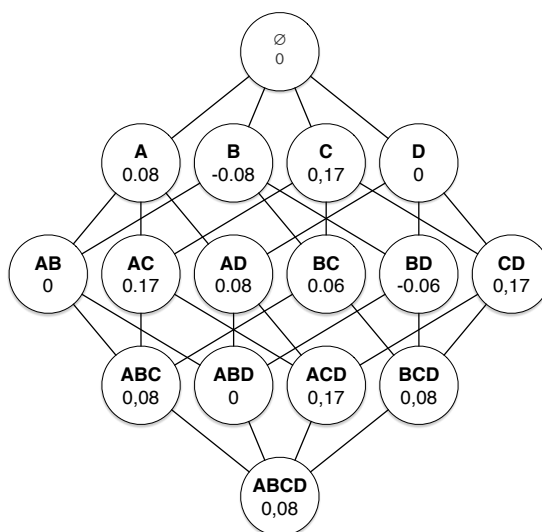 ∅
0
A
0.08
B
-0.08
C
0,17
D
0
AB
0
AC
0.17
AD
0.08
BC
0.06
BD
-0.06
CD
0,17
ABC
0,08
ABD
0
ACD
0,17
BCD
0,08
ABCD
0,08